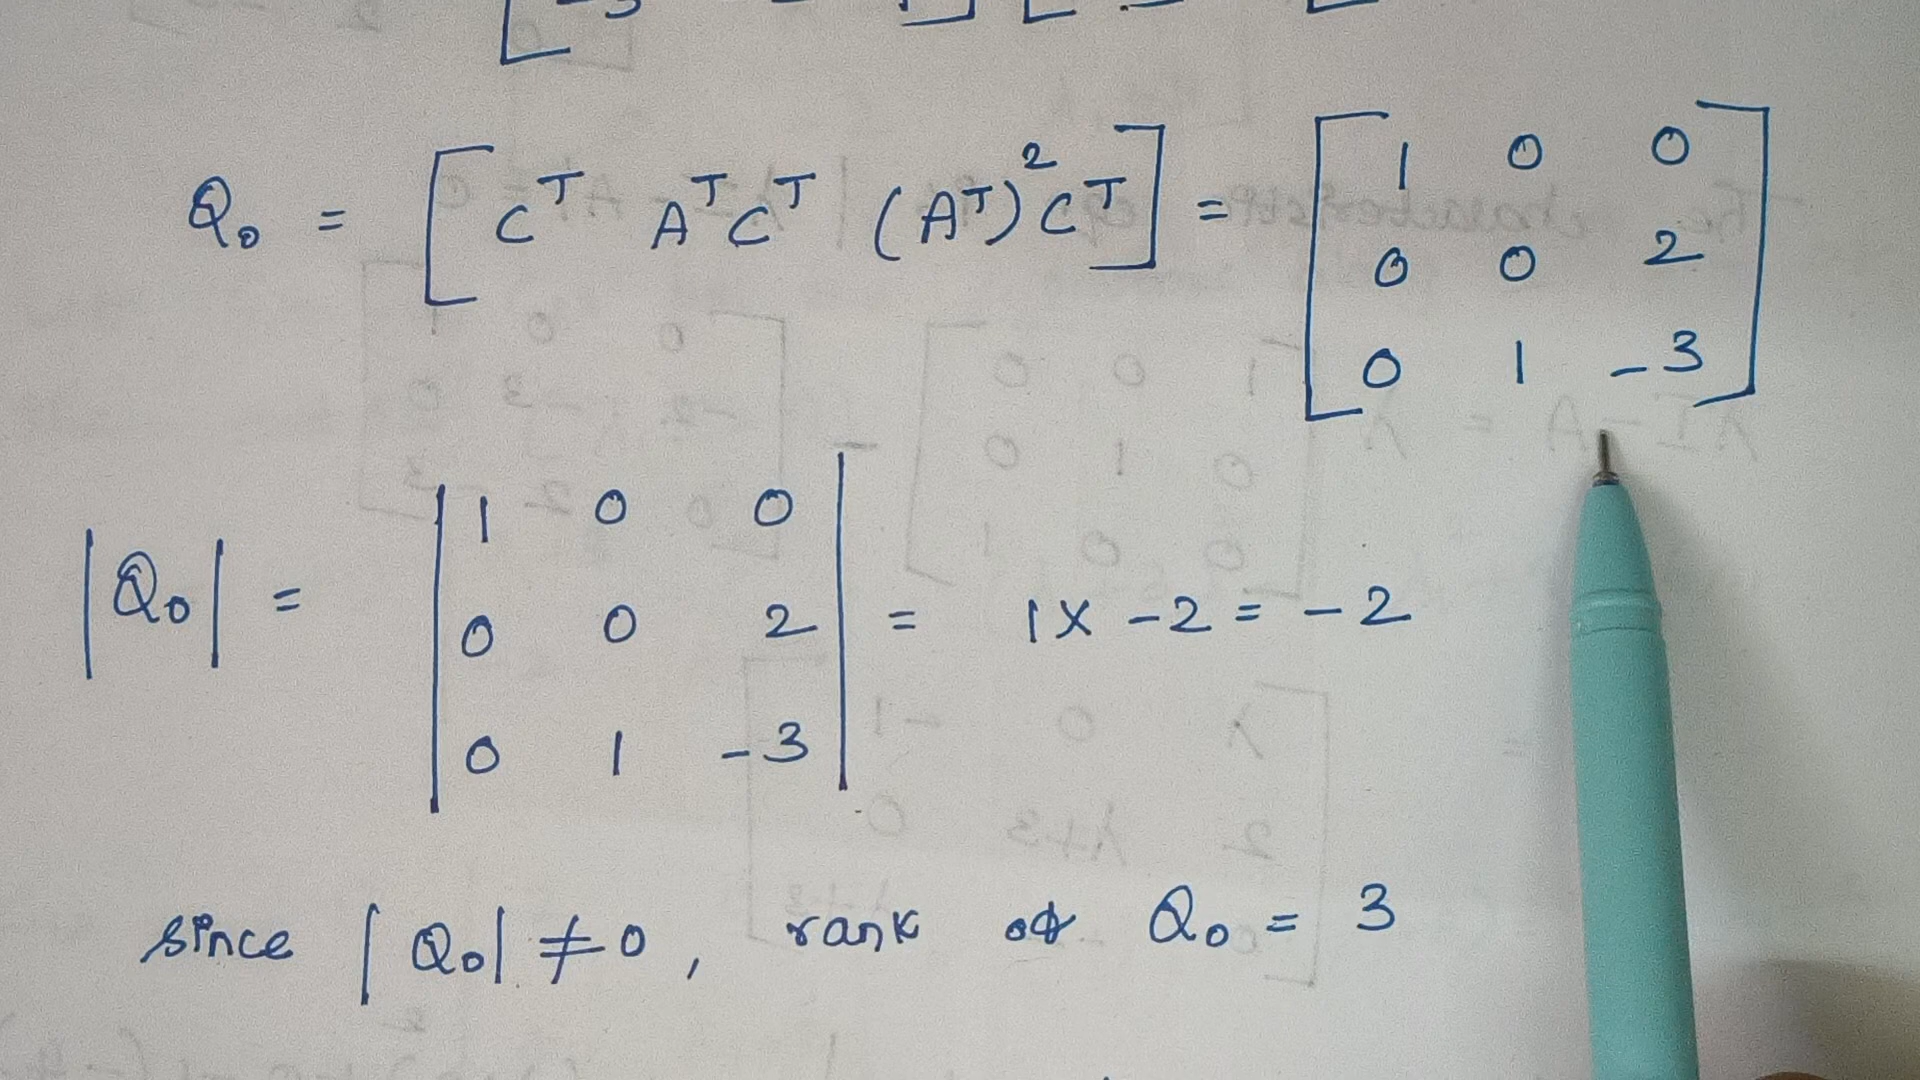 Q₀ = [ Cᵀ AᵀCᵀ (Aᵀ)²Cᵀ ] = [ 1 0 0
0 0 2
0 1 -3 ]
|Q₀| = | 1 0 0
0 0 2
0 1 -3 | = 1 X -2 = -2
since |Q₀| ≠ 0, rank of Q₀ = 3